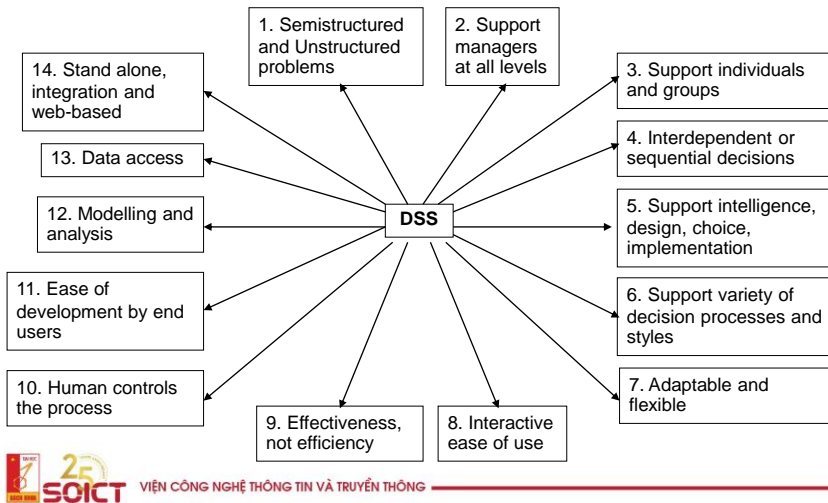 1. Semistructured
and Unstructured
problems
2. Support
managers
at all levels
14. Stand alone,
integration and
web-based
3. Support individuals
and groups
13. Data access
4. Interdependent or
sequential decisions
DSS
12. Modelling and
analysis
5. Support intelligence,
design, choice,
implementation
11. Ease of
development by end
users
6. Support variety of
decision processes and
styles
10. Human controls
the process
7. Adaptable and
flexible
9. Effectiveness,
not efficiency
8. Interactive
ease of use
ĐẠI HỌC
BÁCH KHOA
25
SOICT
VIỆN CÔNG NGHỆ THÔNG TIN VÀ TRUYỀN THÔNG